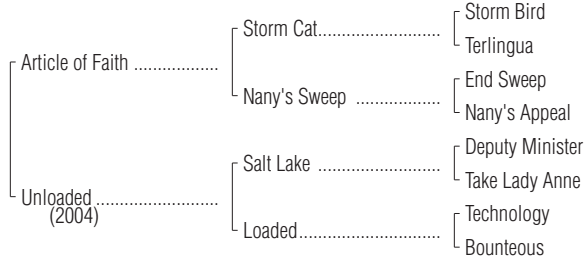 Storm Bird
Storm Cat........................
Terlingua
Article of Faith .................
End Sweep
Nany's Sweep .................
Nany's Appeal
Deputy Minister
Salt Lake ........................
Take Lady Anne
Unloaded ........................
(2004)
Technology
Loaded............................
Bounteous